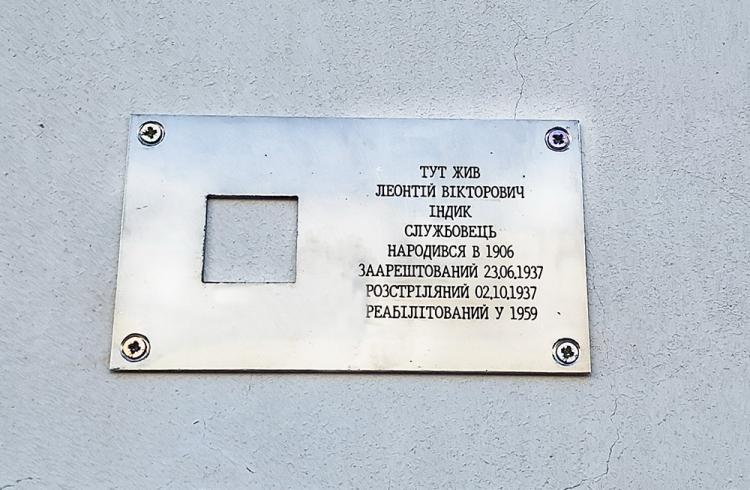 ТУТ ЖИВ
ЛЕОНТІЙ ВІКТОРОВИЧ
ІНДИК
СЛУЖБОВЕЦЬ
НАРОДИВСЯ В 1906
ЗААРЕШТОВАНИЙ 23.06.1937
РОЗСТРІЛЯНИЙ 02.10.1937
РЕАБІЛІТОВАНИЙ У 1959